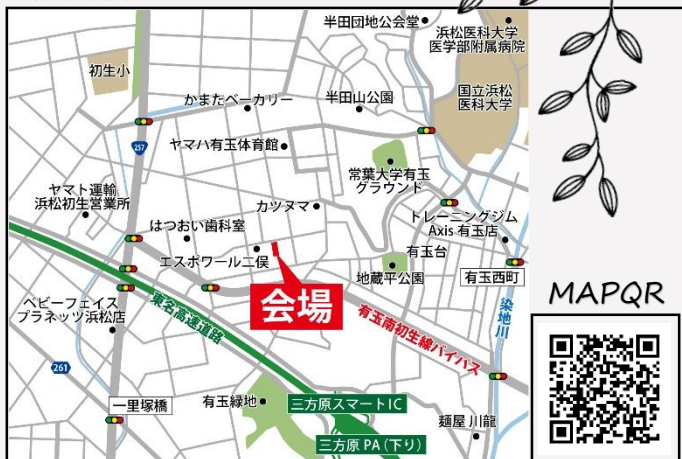 半田団地公会堂
浜松医科大学
医学部附属病院
初生小
かまたベーカリー
半田山公園
国立浜松
医科大学
257
ヤマハ有玉体育館
常葉大学有玉
グラウンド
ヤマト運輸
浜松初生営業所
カツヌマ
はつおい歯科室
トレーニングジム
Axis 有玉店
エスポワール二俣
有玉台
地蔵平公園
有玉西町
会場
MAPQR
ベビーフェイス
プラネッツ浜松店
東名高速道路
有玉南初生線バイパス
染地川
261
一里塚橋
有玉緑地
三方原スマートIC
麺屋 川龍
三方原 PA (下り)